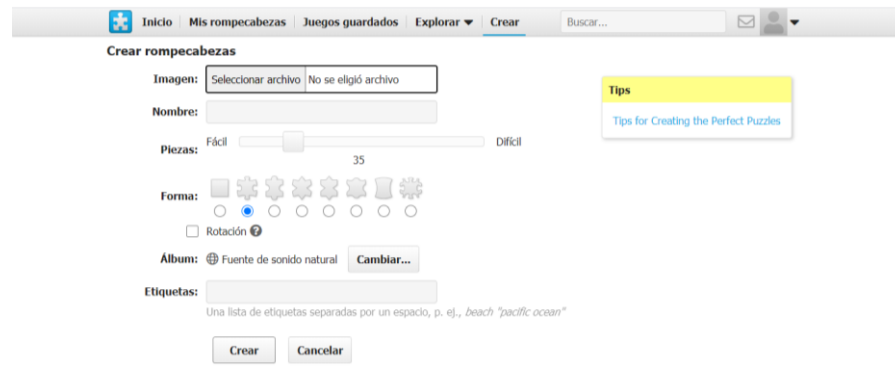 Inicio Mis rompecabezas Juegos guardados Explorar Crear Buscar...
Crear rompecabezas
Imagen: Seleccionar archivo No se eligió archivo
Tips
Tips for Creating the Perfect Puzzles
Nombre:
Piezas: Fácil Difícil
35
Forma:
Rotación ?
Álbum: Fuente de sonido natural Cambiar...
Etiquetas:
Una lista de etiquetas separadas por un espacio, p. ej., beach "pacific ocean"
Crear Cancelar